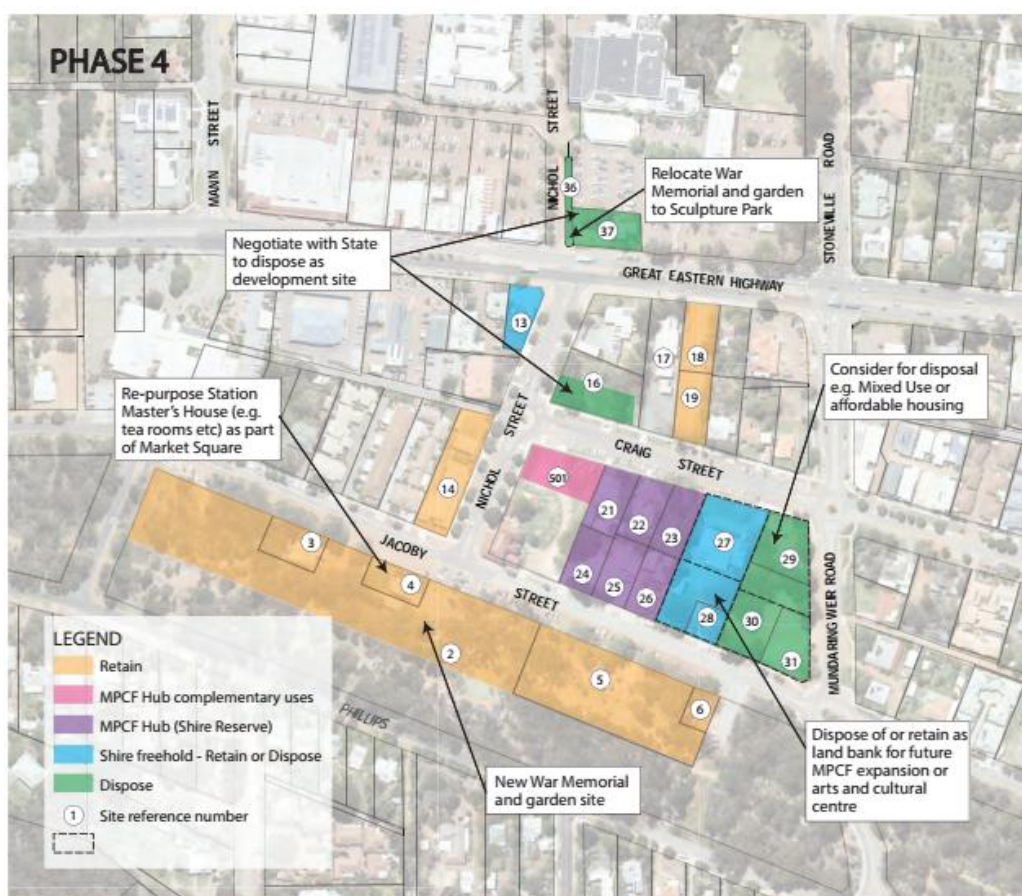 PHASE 4
MANN STREET
NICHOL STREET
STONEVILLE ROAD
36
Relocate War
Memorial and garden
to Sculpture Park
37
Negotiate with State
to dispose as
development site
GREAT EASTERN HIGHWAY
13
17
18
16
19
Consider for disposal
e.g. Mixed Use or
affordable housing
Re-purpose Station
Master's House (e.g.
tea rooms etc) as part
of Market Square
NICHOL STREET
CRAIG STREET
14
501
21
22
23
27
29
3
JACOBY STREET
4
24
25
26
28
30
31
MUNDARING WEIR ROAD
2
5
6
PHILLIPS
LEGEND
Retain
MPCF Hub complementary uses
MPCF Hub (Shire Reserve)
Shire freehold - Retain or Dispose
Dispose
1 Site reference number
New War Memorial
and garden site
Dispose of or retain as
land bank for future
MPCF expansion or
arts and cultural
centre